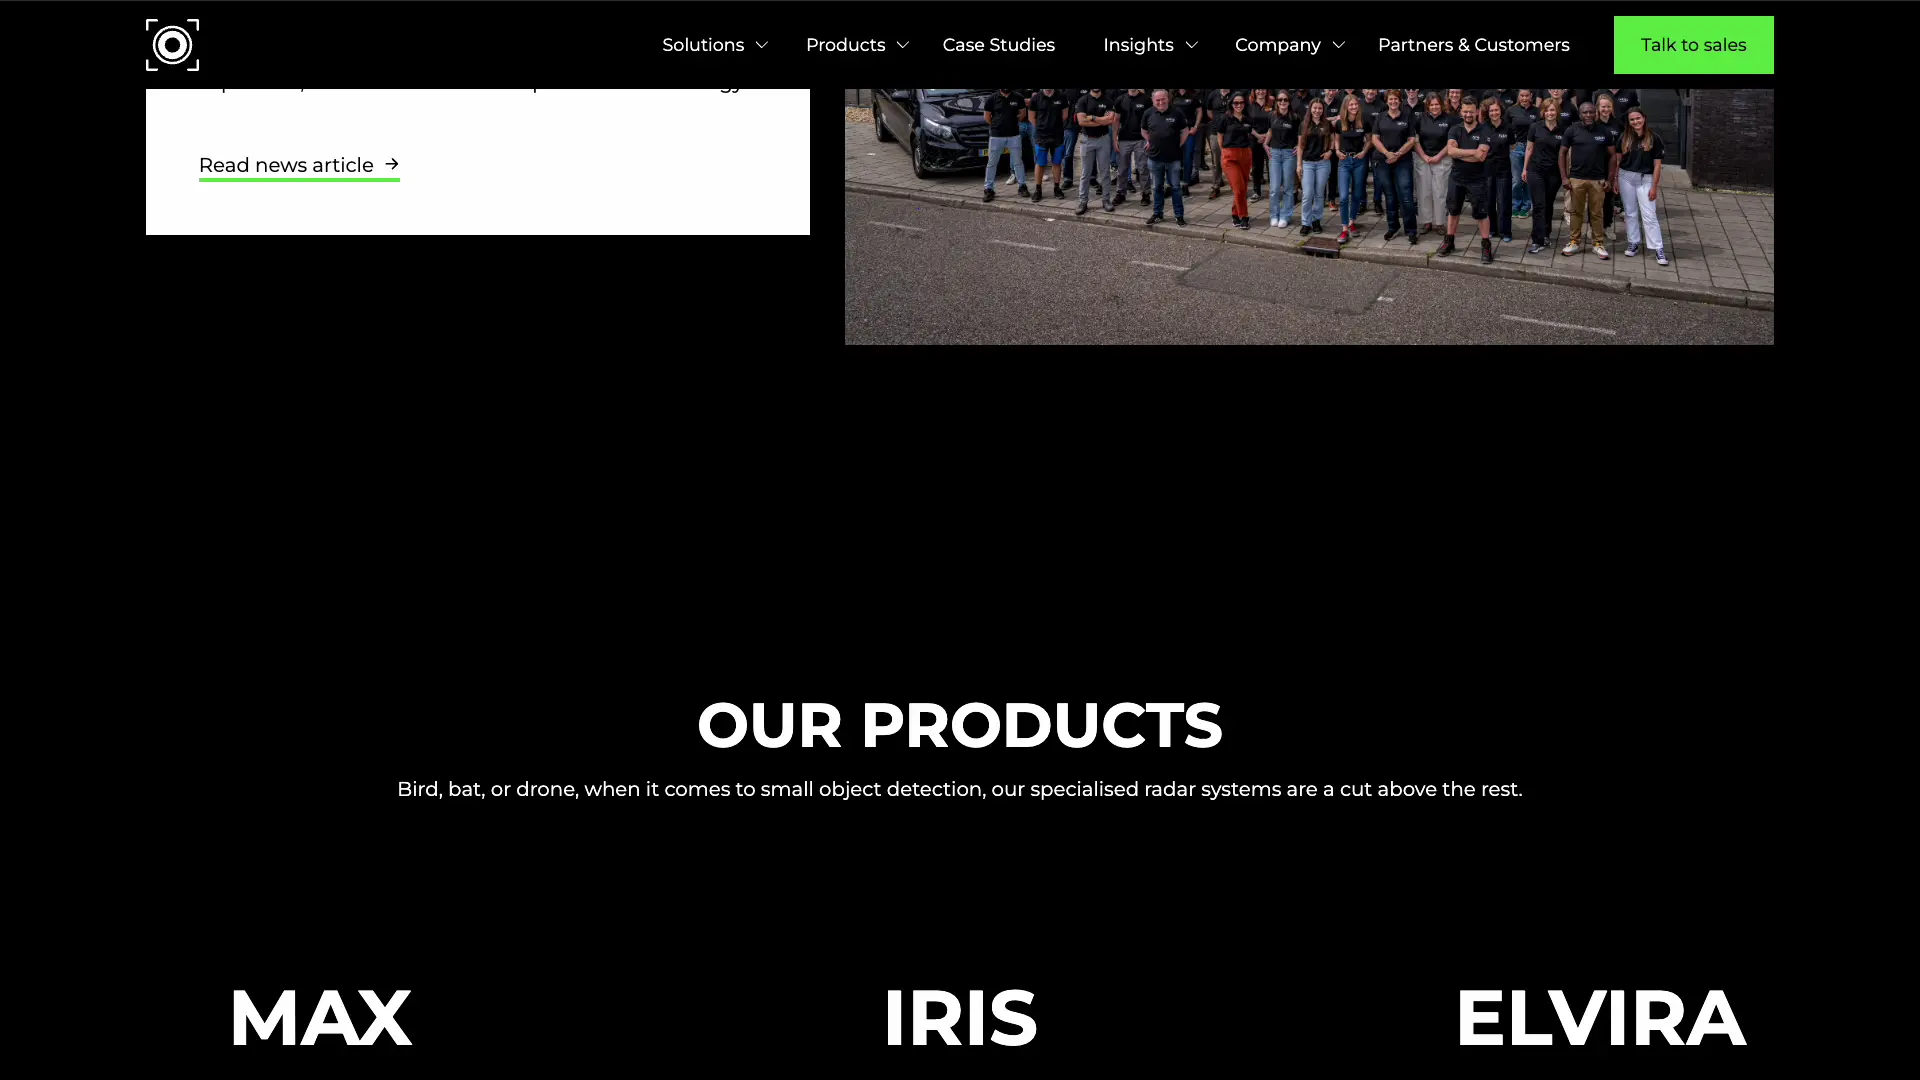 Solutions
Products
Case Studies
Insights
Company
Partners & Customers
Talk to sales
Read news article
OUR PRODUCTS
Bird, bat, or drone, when it comes to small object detection, our specialised radar systems are a cut above the rest.
MAX
IRIS
ELVIRA